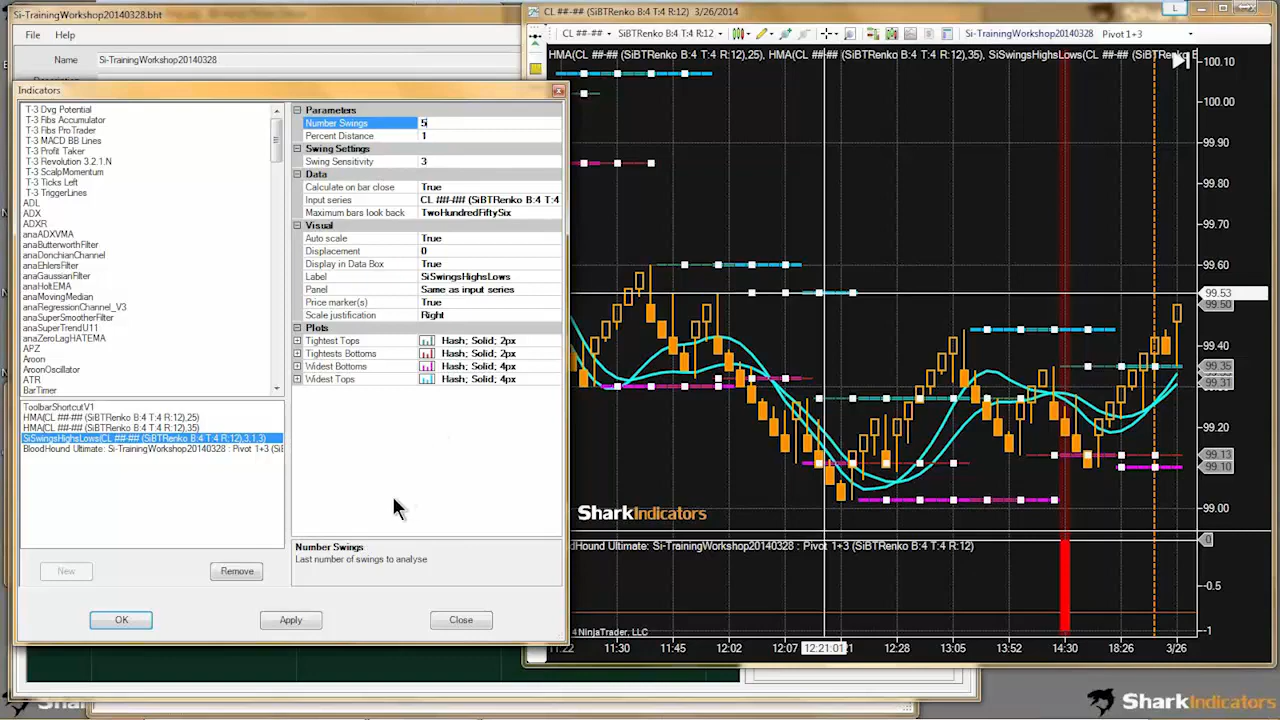 Si-TrainingWorkshop20140328.bht
File Help
Name Si-TrainingWorkshop20140328
Indicators
T-3 Dvg Potential
T-3 Fibs Accumulator
T-3 Fibs ProTrader
T-3 MACD BB Lines
T-3 Profit Taker
T-3 Revolution 3.2.1.N
T-3 ScalpMomentum
T-3 Ticks Left
T-3 TriggerLines
ADL
ADX
ADXR
anaADXVMA
anaButterworthFilter
anaDonchianChannel
anaEhlersFilter
anaGaussianFilter
anaHoltEMA
anaMovingMedian
anaRegressionChannel_V3
anaSuperSmootherFilter
anaSuperTrendU11
anaZeroLagHATEMA
APZ
Aroon
AroonOscillator
ATR
BarTimer
ToolbarShortcutV1
HMA(CL ##-## (SiBTRenko B:4 T:4 R:12),25)
HMA(CL ##-## (SiBTRenko B:4 T:4 R:12),35)
SiSwingsHighsLows(CL ##-## (SiBTRenko B:4 T:4 R:12),3,1,3)
BloodHound Ultimate: Si-TrainingWorkshop20140328 : Pivot 1+3 (SiE
New
Remove
OK
Apply
Close
Parameters
Number Swings 5
Percent Distance 1
Swing Settings
Swing Sensitivity 3
Data
Calculate on bar close True
Input series CL ##-## (SiBTRenko B:4 T:4
Maximum bars look back TwoHundredFiftySix
Visual
Auto scale True
Displacement 0
Display in Data Box True
Label SiSwingsHighsLows
Panel Same as input series
Price marker(s) True
Scale justification Right
Plots
Tightest Tops Hash; Solid; 2px
Tightests Bottoms Hash; Solid; 2px
Widest Bottoms Hash; Solid; 4px
Widest Tops Hash; Solid; 4px
Number Swings
Last number of swings to analyse
CL ##-## (SiBTRenko B:4 T:4 R:12) 3/26/2014
CL ##-## SiBTRenko B:4 T:4 R:12 Si-TrainingWorkshop20140328 Pivot 1+3
HMA(CL ##-## (SiBTRenko B:4 T:4 R:12),25), HMA(CL ##-## (SiBTRenko B:4 T:4 R:12),35), SiSwingsHighsLows(CL ##-## (SiBTRenko B
100.10
100.00
99.90
99.80
99.70
99.60
99.53
99.50
99.40
99.35
99.31
99.20
99.13
99.10
99.00
SharkIndicators
dHound Ultimate: Si-TrainingWorkshop20140328 : Pivot 1+3 (SiBTRenko B:4 T:4 R:12)
0
-0.5
-1
4 NinjaTrader, LLC
11:22 11:30 11:45 12:02 12:07 12:21:01 12:28 13:05 13:52 14:30 18:26 3/26
SharkIndicators